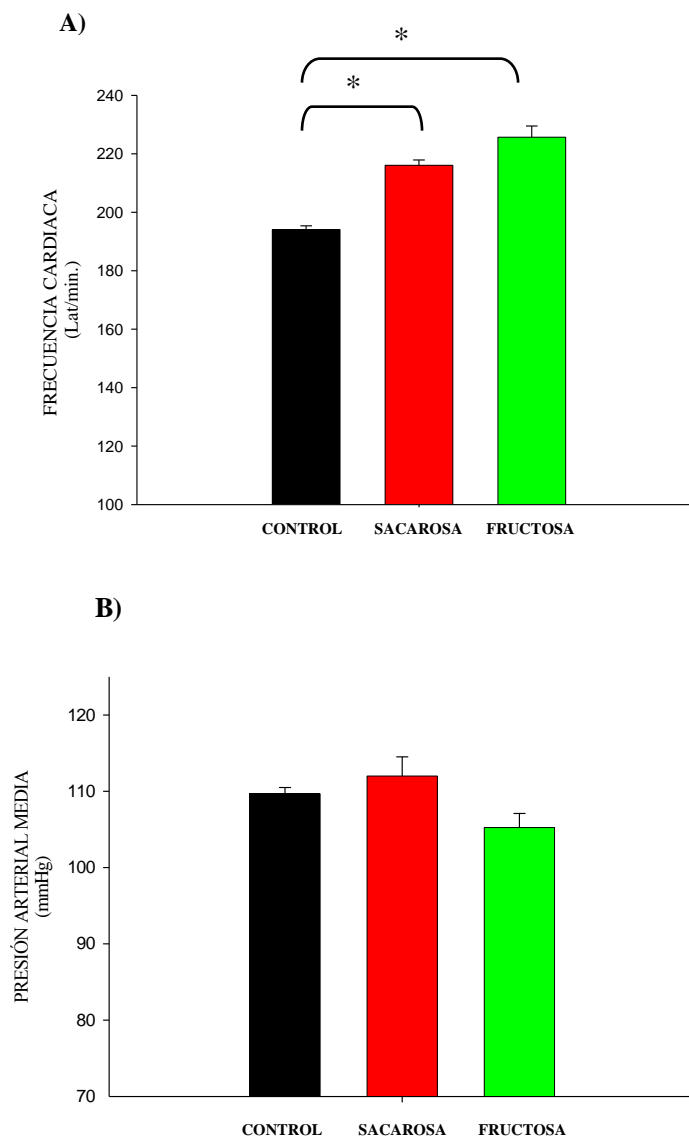 A)
*
*
240
220
200
180
160
140
120
100
FRECUENCIA CARDIACA
(Lat/min.)
CONTROL SACAROSA FRUCTOSA
B)
120
110
100
90
80
70
PRESIÓN ARTERIAL MEDIA
(mmHg)
CONTROL SACAROSA FRUCTOSA